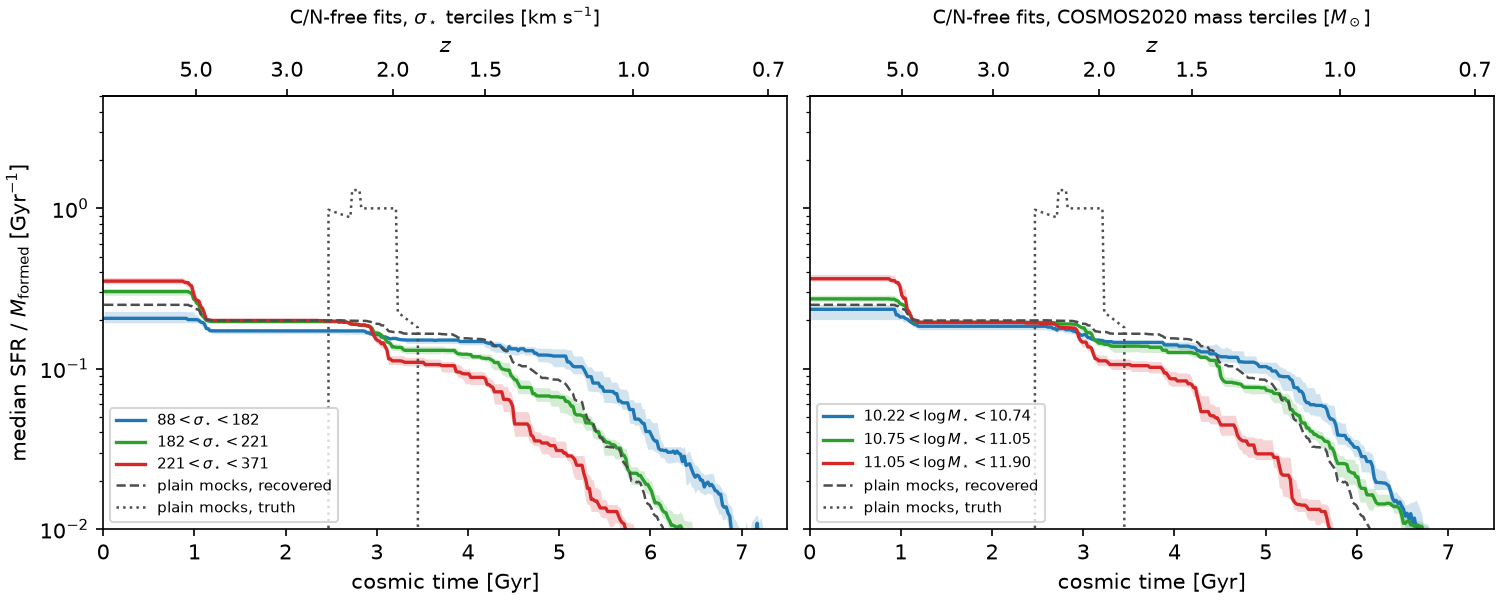 C/N-free fits, σ⋆ terciles [km s⁻¹]
z
5.0 3.0 2.0 1.5 1.0 0.7
median SFR / M_formed [Gyr⁻¹]
10⁰
10⁻¹
10⁻²
88 < σ⋆ < 182
182 < σ⋆ < 221
221 < σ⋆ < 371
plain mocks, recovered
plain mocks, truth
0 1 2 3 4 5 6 7
cosmic time [Gyr]
C/N-free fits, COSMOS2020 mass terciles [M⊙]
z
5.0 3.0 2.0 1.5 1.0 0.7
10.22 < log M⋆ < 10.74
10.75 < log M⋆ < 11.05
11.05 < log M⋆ < 11.90
plain mocks, recovered
plain mocks, truth
0 1 2 3 4 5 6 7
cosmic time [Gyr]